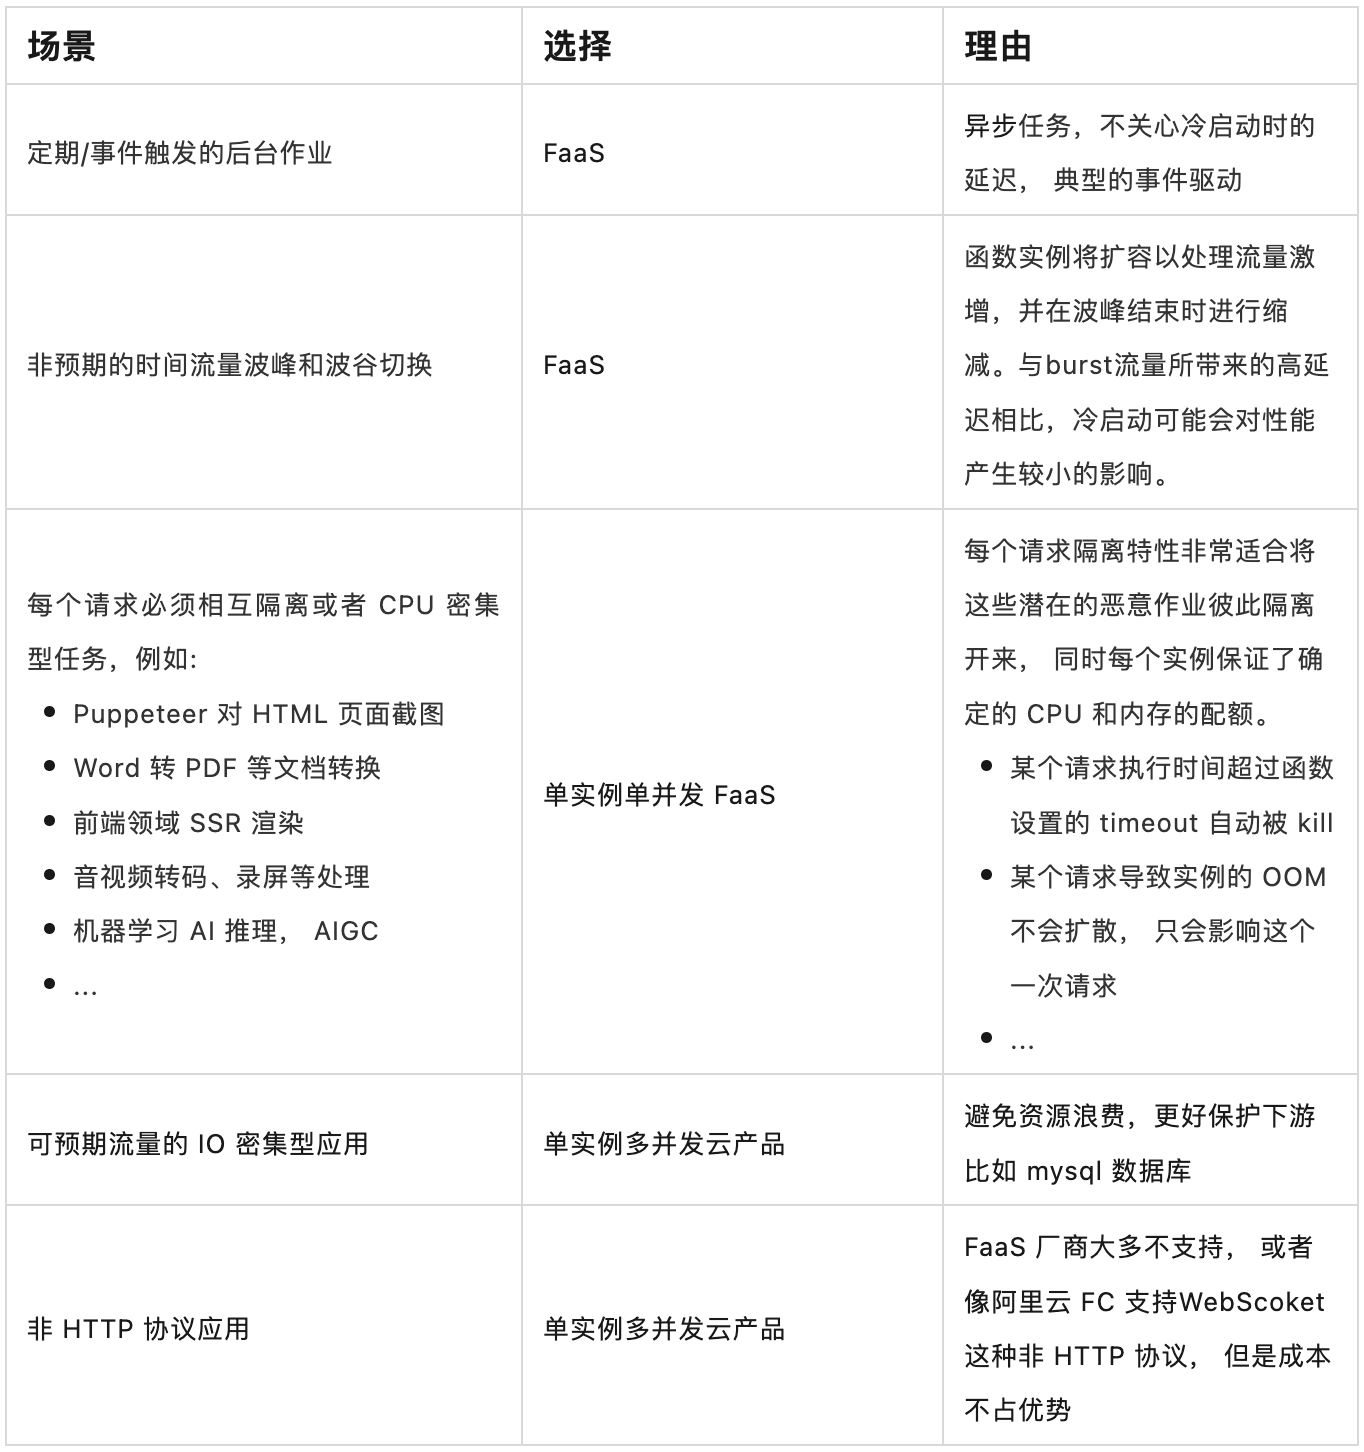 场景
选择
理由
定期/事件触发的后台作业
FaaS
异步任务，不关心冷启动时的
延迟， 典型的事件驱动
非预期的时间流量波峰和波谷切换
FaaS
函数实例将扩容以处理流量激
增，并在波峰结束时进行缩
减。与burst流量所带来的高延
迟相比，冷启动可能会对性能
产生较小的影响。
每个请求必须相互隔离或者 CPU 密集
型任务，例如:
• Puppeteer 对 HTML 页面截图
• Word 转 PDF 等文档转换
• 前端领域 SSR 渲染
• 音视频转码、录屏等处理
• 机器学习 AI 推理， AIGC
• ...
单实例单并发 FaaS
每个请求隔离特性非常适合将
这些潜在的恶意作业彼此隔离
开来， 同时每个实例保证了确
定的 CPU 和内存的配额。
• 某个请求执行时间超过函数
设置的 timeout 自动被 kill
• 某个请求导致实例的 OOM
不会扩散， 只会影响这个
一次请求
• ...
可预期流量的 IO 密集型应用
单实例多并发云产品
避免资源浪费，更好保护下游
比如 mysql 数据库
非 HTTP 协议应用
单实例多并发云产品
FaaS 厂商大多不支持， 或者
像阿里云 FC 支持WebScoket
这种非 HTTP 协议， 但是成本
不占优势